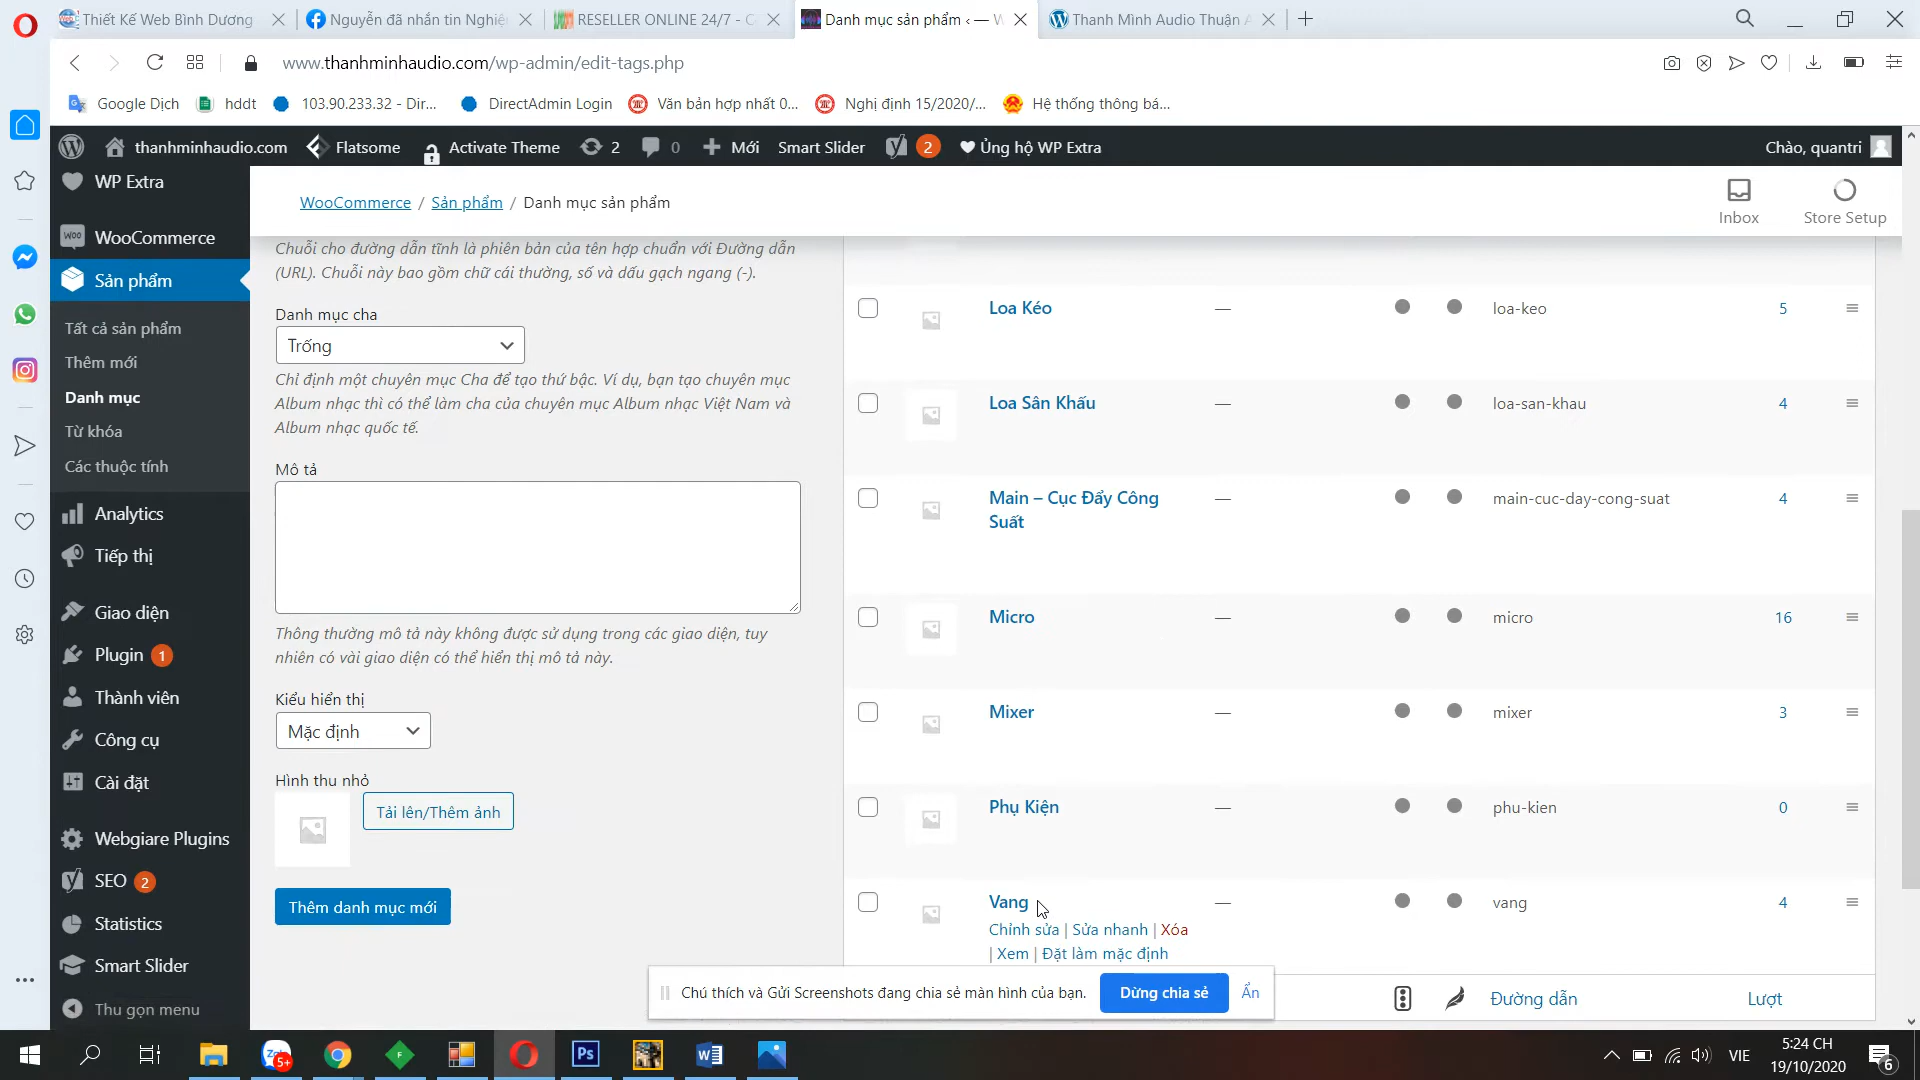 Thiết Kế Web Bình Dương
Nguyễn đã nhắn tin Nghiệ
RESELLER ONLINE 24/7 - C
Danh mục sản phẩm ‹ — W
Thanh Minh Audio Thuận A
www.thanhminhaudio.com/wp-admin/edit-tags.php
Google Dịch
hddt
103.90.233.32 - Dir...
DirectAdmin Login
Văn bản hợp nhất 0...
Nghị định 15/2020/...
Hệ thống thông bá...
thanhminhaudio.com
Flatsome
Activate Theme
2
0
Mới
Smart Slider
2
Ủng hộ WP Extra
Chào, quantri
WP Extra
WooCommerce
Sản phẩm
Tất cả sản phẩm
Thêm mới
Danh mục
Từ khóa
Các thuộc tính
Analytics
Tiếp thị
Giao diện
Plugin 1
Thành viên
Công cụ
Cài đặt
Webgiare Plugins
SEO 2
Statistics
Smart Slider
Thu gọn menu
WooCommerce / Sản phẩm / Danh mục sản phẩm
Inbox
Store Setup
Chuỗi cho đường dẫn tĩnh là phiên bản của tên hợp chuẩn với Đường dẫn
(URL). Chuỗi này bao gồm chữ cái thường, số và dấu gạch ngang (-).
Danh mục cha
Trống
Chỉ định một chuyên mục Cha để tạo thứ bậc. Ví dụ, bạn tạo chuyên mục
Album nhạc thì có thể làm cha của chuyên mục Album nhạc Việt Nam và
Album nhạc quốc tế.
Mô tả
Thông thường mô tả này không được sử dụng trong các giao diện, tuy
nhiên có vài giao diện có thể hiển thị mô tả này.
Kiểu hiển thị
Mặc định
Hình thu nhỏ
Tải lên/Thêm ảnh
Thêm danh mục mới
Loa Kéo — loa-keo 5
Loa Sân Khấu — loa-san-khau 4
Main – Cục Đẩy Công
Suất
— main-cuc-day-cong-suat 4
Micro — micro 16
Mixer — mixer 3
Phụ Kiện — phu-kien 0
Vang — vang 4
Chỉnh sửa | Sửa nhanh | Xóa
| Xem | Đặt làm mặc định
Đường dẫn
Lượt
Chú thích và Gửi Screenshots đang chia sẻ màn hình của bạn.
Dừng chia sẻ
Ẩn
5+
Ps
VIE
5:24 CH
19/10/2020
6